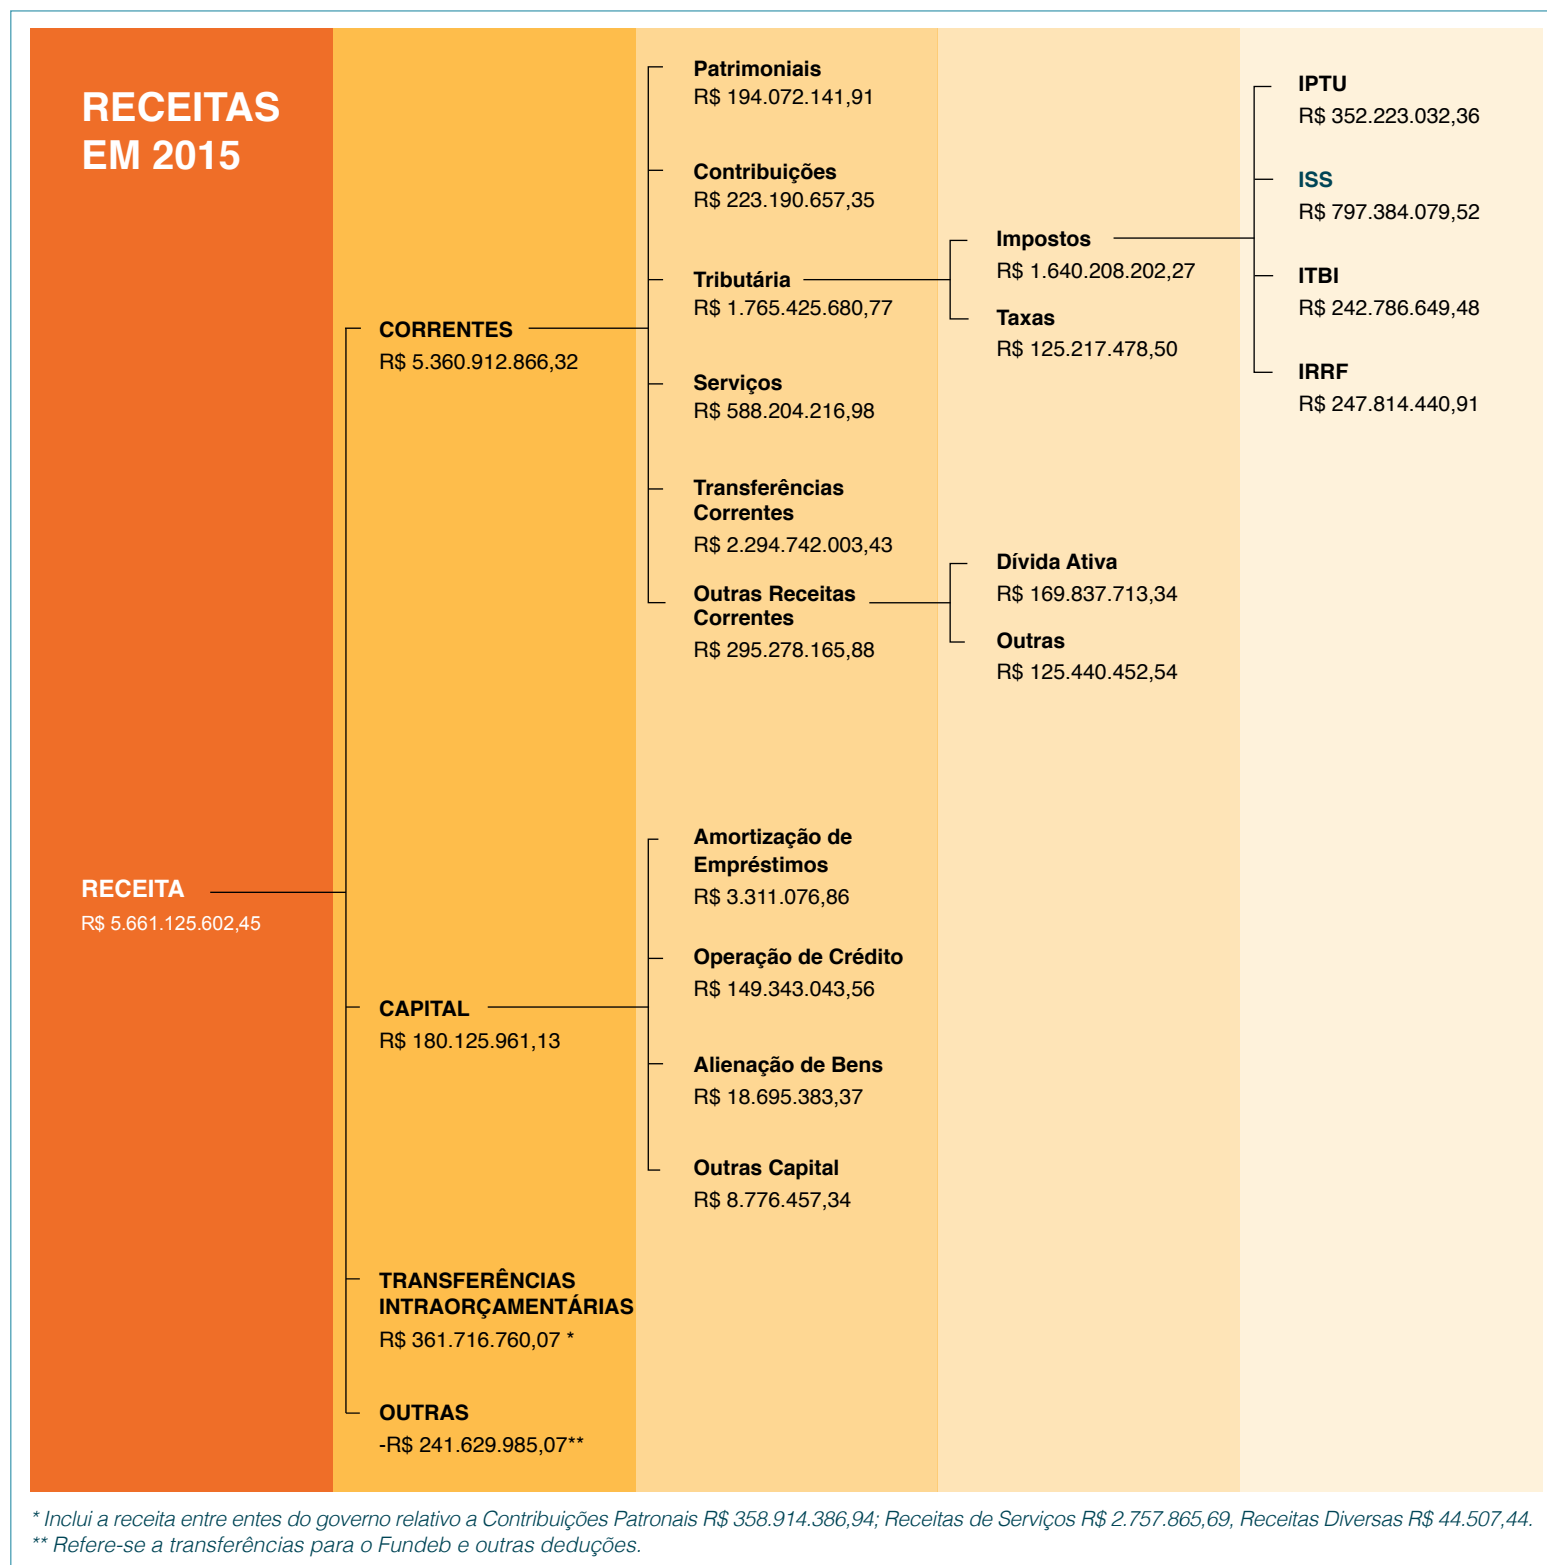 RECEITAS
EM 2015
RECEITA
R$ 5.661.125.602,45
CORRENTES
R$ 5.360.912.866,32
Patrimoniais
R$ 194.072.141,91
Contribuições
R$ 223.190.657,35
Tributária
R$ 1.765.425.680,77
Impostos
R$ 1.640.208.202,27
IPTU
R$ 352.223.032,36
ISS
R$ 797.384.079,52
ITBI
R$ 242.786.649,48
IRRF
R$ 247.814.440,91
Taxas
R$ 125.217.478,50
Serviços
R$ 588.204.216,98
Transferências
Correntes
R$ 2.294.742.003,43
Outras Receitas
Correntes
R$ 295.278.165,88
Dívida Ativa
R$ 169.837.713,34
Outras
R$ 125.440.452,54
CAPITAL
R$ 180.125.961,13
Amortização de
Empréstimos
R$ 3.311.076,86
Operação de Crédito
R$ 149.343.043,56
Alienação de Bens
R$ 18.695.383,37
Outras Capital
R$ 8.776.457,34
TRANSFERÊNCIAS
INTRAORÇAMENTÁRIAS
R$ 361.716.760,07 *
OUTRAS
-R$ 241.629.985,07**
* Inclui a receita entre entes do governo relativo a Contribuições Patronais R$ 358.914.386,94; Receitas de Serviços R$ 2.757.865,69, Receitas Diversas R$ 44.507,44.
** Refere-se a transferências para o Fundeb e outras deduções.